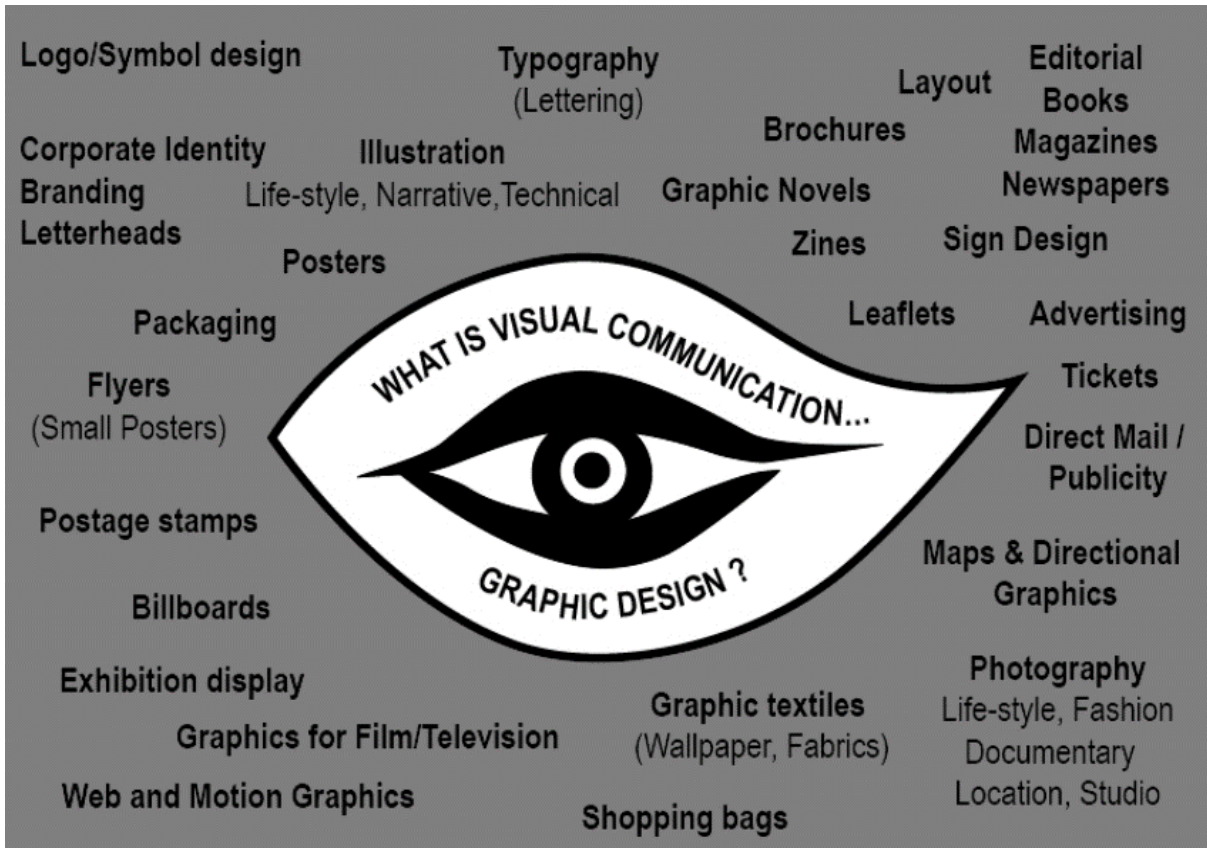 Logo/Symbol design
Typography
(Lettering)
Layout
Editorial
Books
Magazines
Newspapers
Brochures
Corporate Identity
Branding
Letterheads
Illustration
Life-style, Narrative,Technical
Graphic Novels
Zines
Sign Design
Posters
Packaging
Leaflets
Advertising
Flyers
(Small Posters)
WHAT IS VISUAL COMMUNICATION...
GRAPHIC DESIGN ?
Tickets
Direct Mail /
Publicity
Postage stamps
Maps & Directional
Graphics
Billboards
Exhibition display
Photography
Life-style, Fashion
Documentary
Location, Studio
Graphic textiles
(Wallpaper, Fabrics)
Graphics for Film/Television
Web and Motion Graphics
Shopping bags